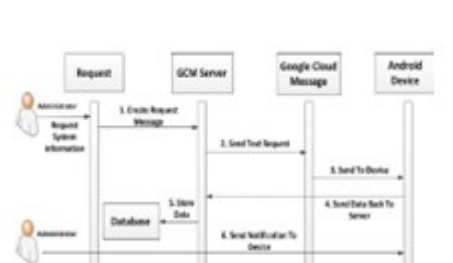 Request
GCM Server
Google Cloud
Message
Android
Device
Administrator
Request
System
Information
1. Create Request
Message
2. Send Text Request
3. Send To Device
4. Send Data Back To
Server
5. Store
Data
Database
Administrator
6. Send Notification To
Device